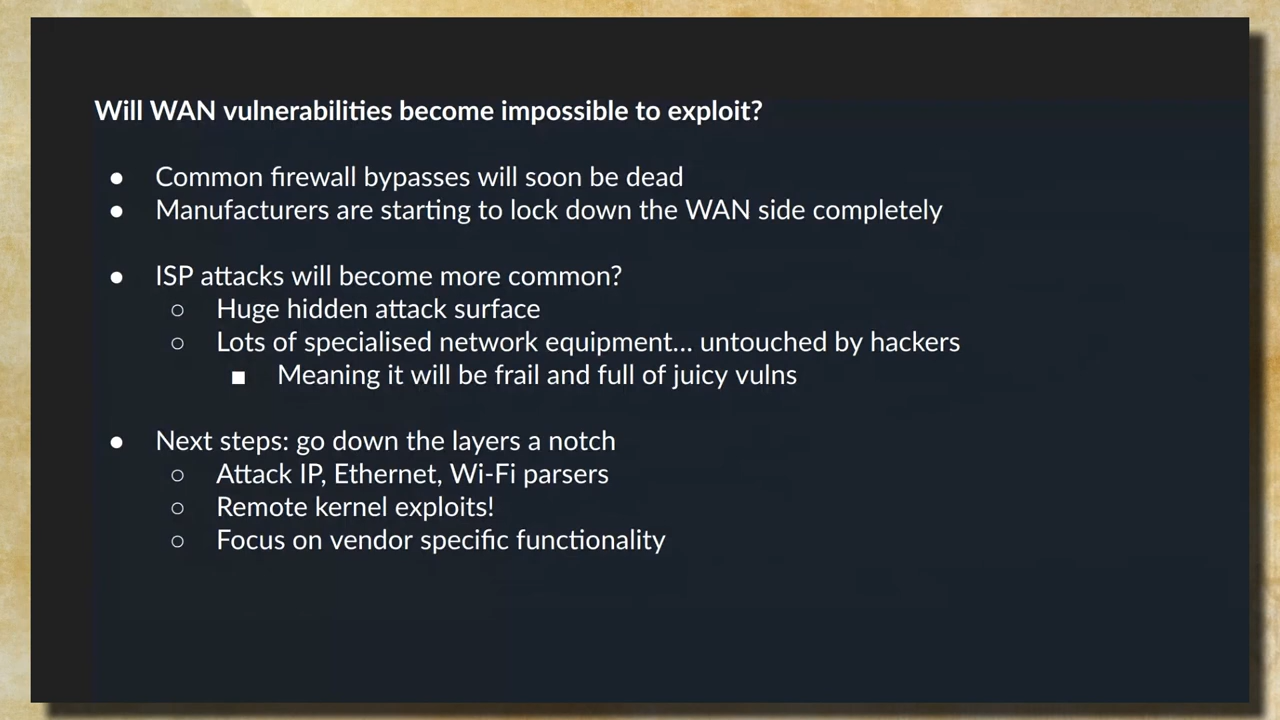 Will WAN vulnerabilities become impossible to exploit?
● Common firewall bypasses will soon be dead
● Manufacturers are starting to lock down the WAN side completely
● ISP attacks will become more common?
○ Huge hidden attack surface
○ Lots of specialised network equipment... untouched by hackers
■ Meaning it will be frail and full of juicy vulns
● Next steps: go down the layers a notch
○ Attack IP, Ethernet, Wi-Fi parsers
○ Remote kernel exploits!
○ Focus on vendor specific functionality